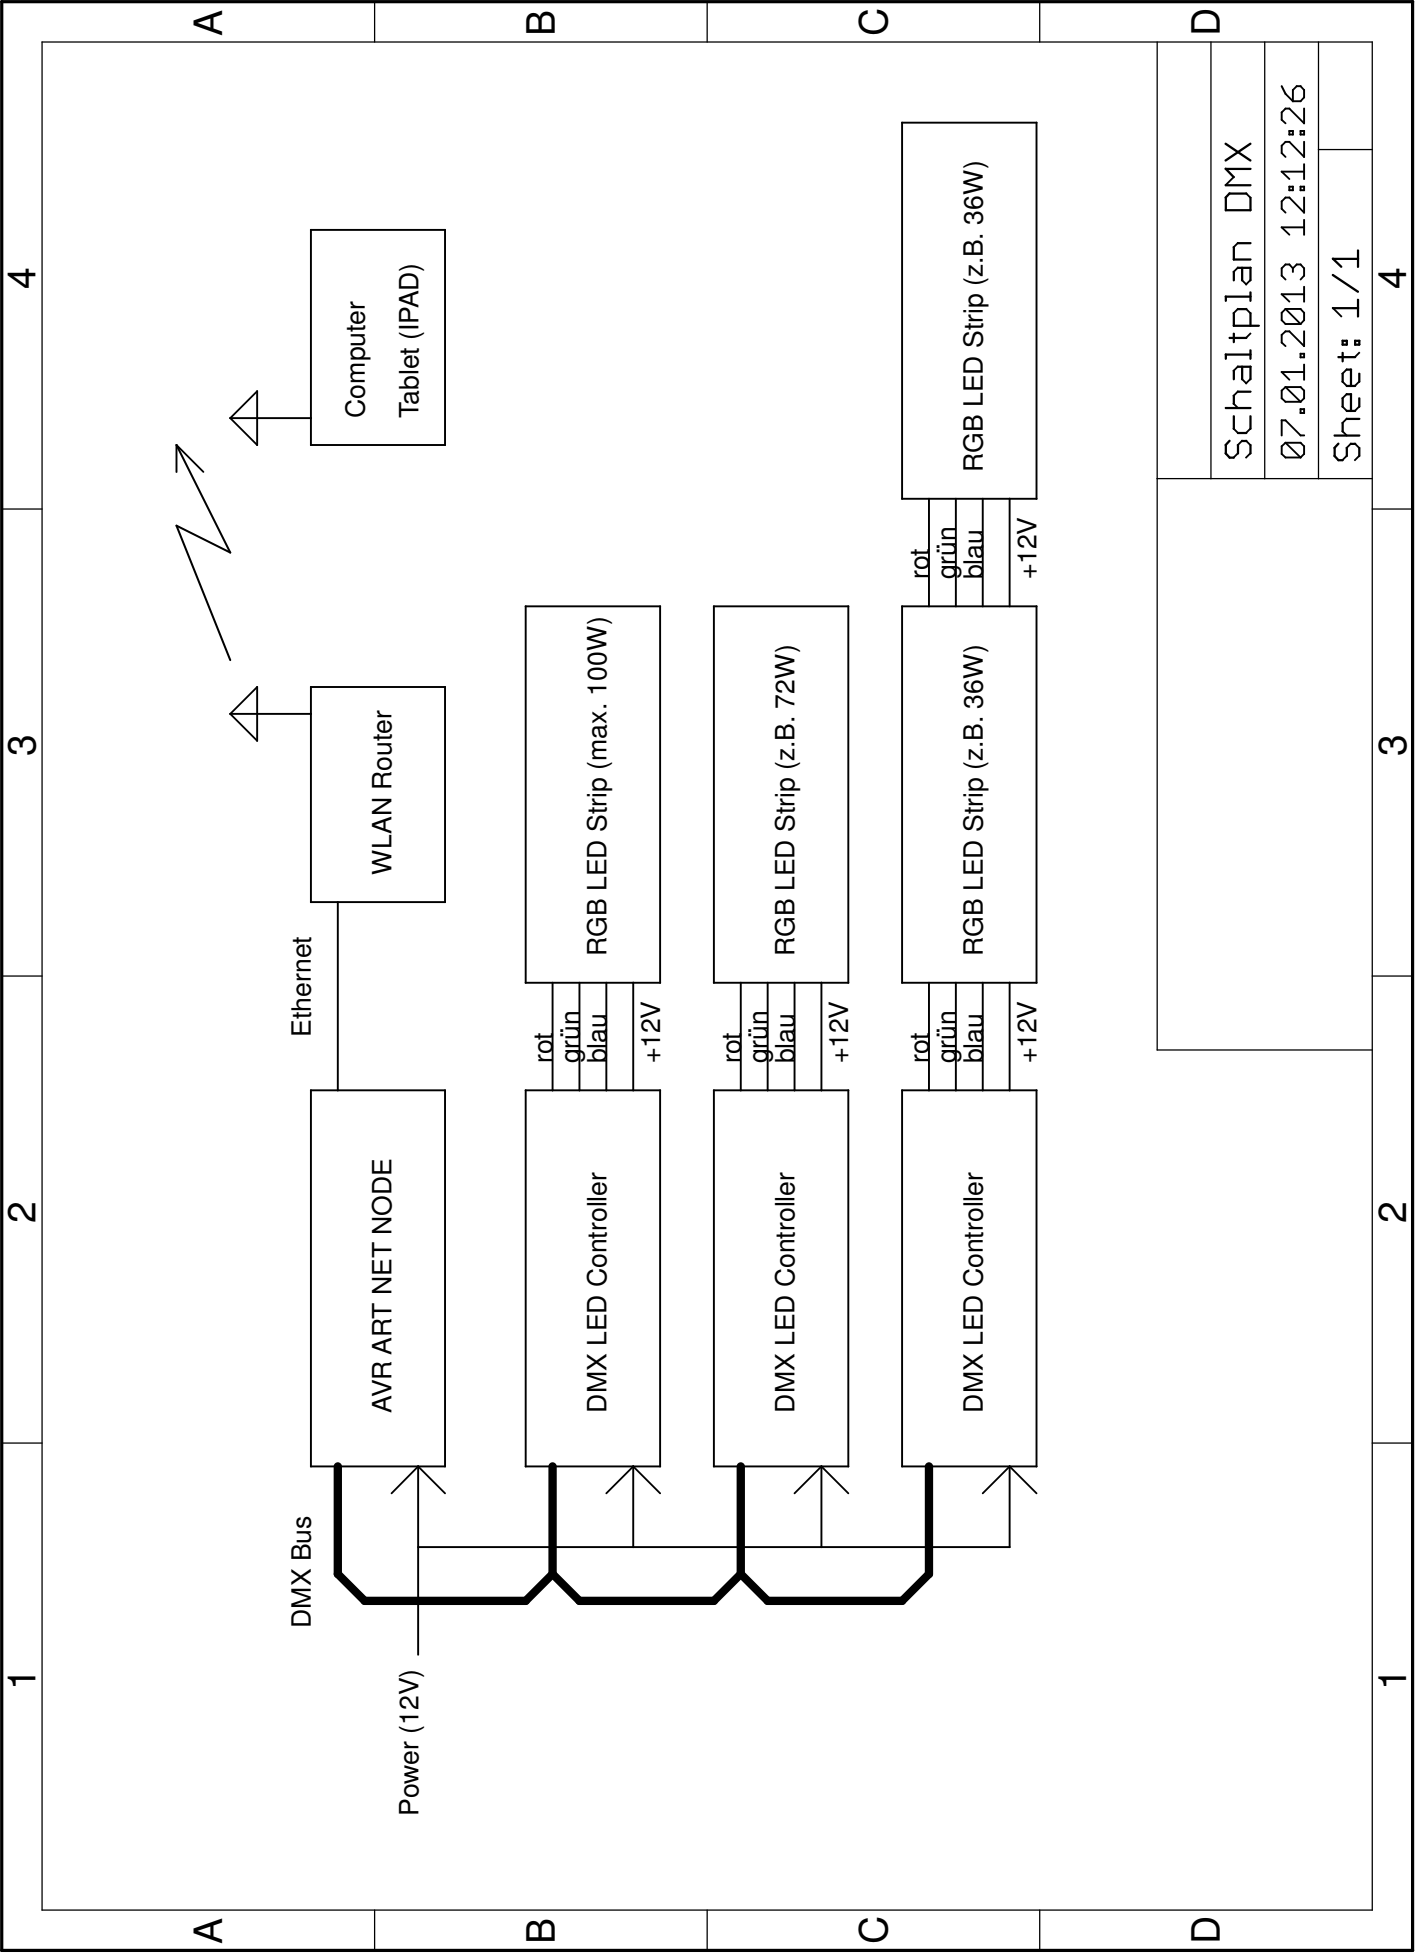 1
2
3
4
A
A
Ethernet
DMX Bus
AVR ART NET NODE
WLAN Router
Computer
Tablet (IPAD)
Power (12V)
B
B
rot
grün
blau
+12V
DMX LED Controller
RGB LED Strip (max. 100W)
rot
grün
blau
+12V
DMX LED Controller
RGB LED Strip (z.B. 72W)
C
C
rot
grün
blau
+12V
rot
grün
blau
+12V
DMX LED Controller
RGB LED Strip (z.B. 36W)
RGB LED Strip (z.B. 36W)
D
D
Schaltplan DMX
07.01.2013 12:12:26
Sheet: 1/1
1
2
3
4